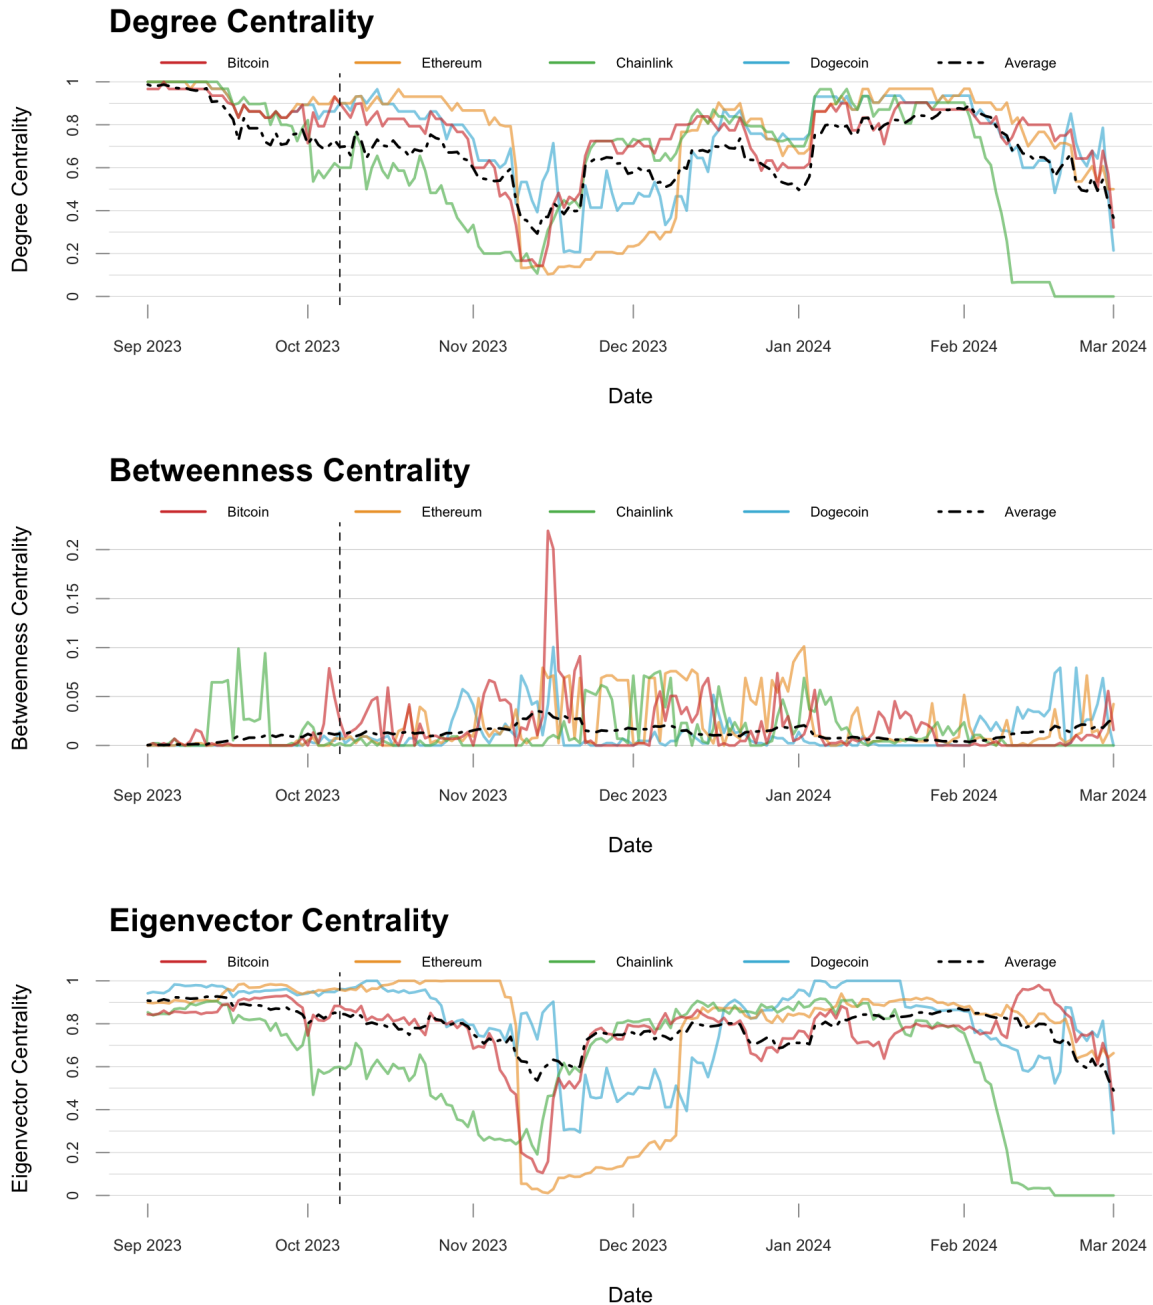 Degree Centrality
Bitcoin Ethereum Chainlink Dogecoin Average
Degree Centrality
1
0.8
0.6
0.4
0.2
0
Sep 2023 Oct 2023 Nov 2023 Dec 2023 Jan 2024 Feb 2024 Mar 2024
Date
Betweenness Centrality
Bitcoin Ethereum Chainlink Dogecoin Average
Betweenness Centrality
0.2
0.15
0.1
0.05
0
Sep 2023 Oct 2023 Nov 2023 Dec 2023 Jan 2024 Feb 2024 Mar 2024
Date
Eigenvector Centrality
Bitcoin Ethereum Chainlink Dogecoin Average
Eigenvector Centrality
1
0.8
0.6
0.4
0.2
0
Sep 2023 Oct 2023 Nov 2023 Dec 2023 Jan 2024 Feb 2024 Mar 2024
Date